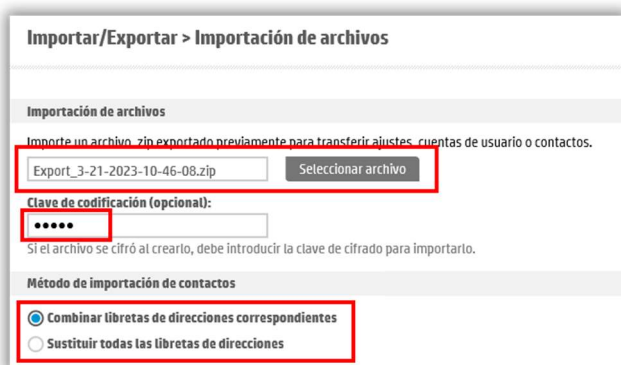 Importar/Exportar > Importación de archivos
Importación de archivos
Importe un archivo .zip exportado previamente para transferir ajustes, cuentas de usuario o contactos.
Export_3-21-2023-10-46-08.zip Seleccionar archivo
Clave de codificación (opcional):
•••••
Si el archivo se cifró al crearlo, debe introducir la clave de cifrado para importarlo.
Método de importación de contactos
Combinar libretas de direcciones correspondientes
Sustituir todas las libretas de direcciones